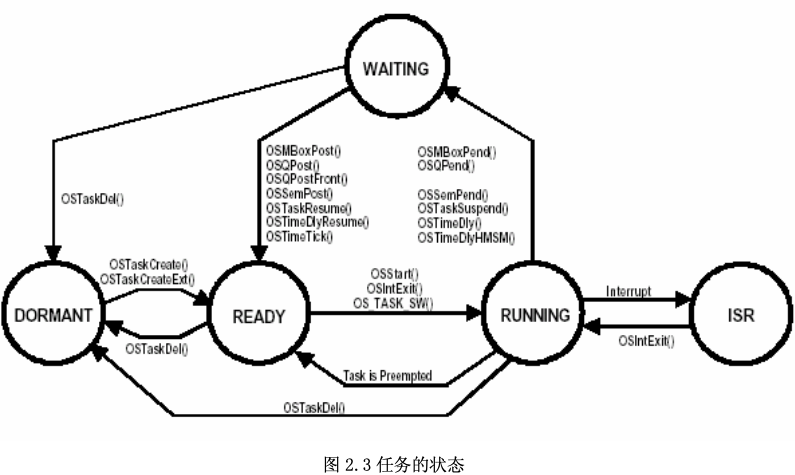 WAITING
OSMBoxPost()
OSQPost()
OSQPostFront()
OSSemPost()
OSTaskResume()
OSTimeDlyResume()
OSTimeTick()
OSMBoxPend()
OSQPend()
OSSemPend()
OSTaskSuspend()
OSTimeDly()
OSTimeDlyHMSM()
OSTaskDel()
OSTaskCreate()
OSTaskCreateExt()
OSStart()
OSIntExit()
OS_TASK_SW()
Interrupt
DORMANT
READY
RUNNING
ISR
OSTaskDel()
OSIntExit()
Task is Preempted
OSTaskDel()
图 2.3 任务的状态